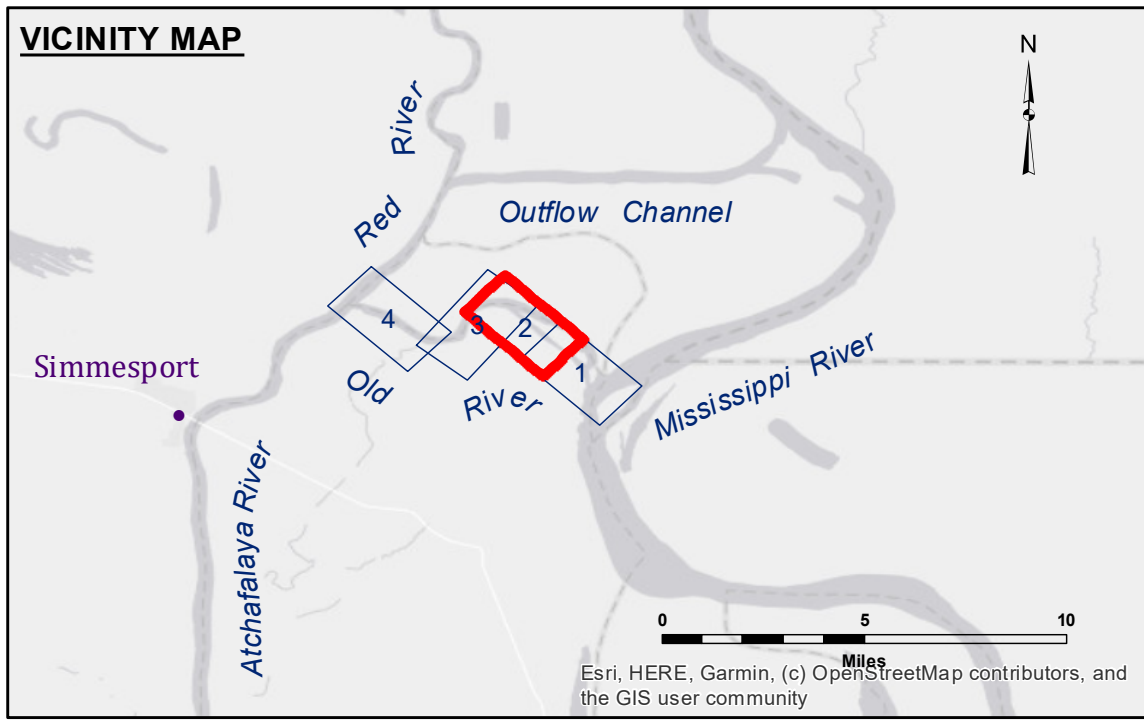 VICINITY MAP
N
Red River
Outflow Channel
4
3
2
1
Simmesport
Old River
Mississippi River
Atchafalaya River
0
5
10
Miles
Esri, HERE, Garmin, (c) OpenStreetMap contributors, and
the GIS user community